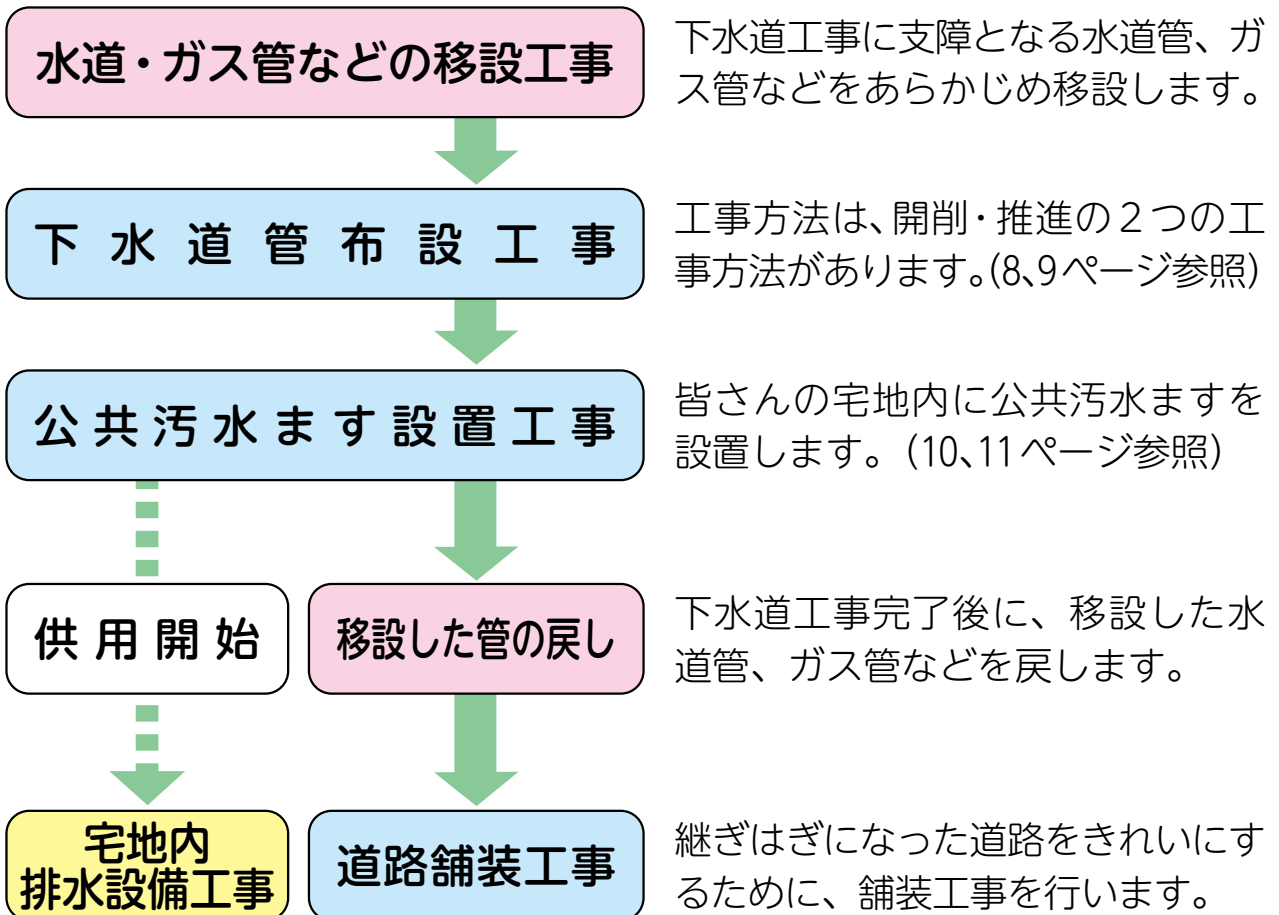 水道・ガス管などの移設工事
下水道工事に支障となる水道管、ガ
ス管などをあらかじめ移設します。
下水道管布設工事
工事方法は、開削・推進の２つの工
事方法があります。(8、9ページ参照)
公共汚水ます設置工事
皆さんの宅地内に公共汚水ますを
設置します。(10、11ページ参照)
供用開始
移設した管の戻し
下水道工事完了後に、移設した水
道管、ガス管などを戻します。
宅地内
排水設備工事
道路舗装工事
継ぎはぎになった道路をきれいにす
るために、舗装工事を行います。